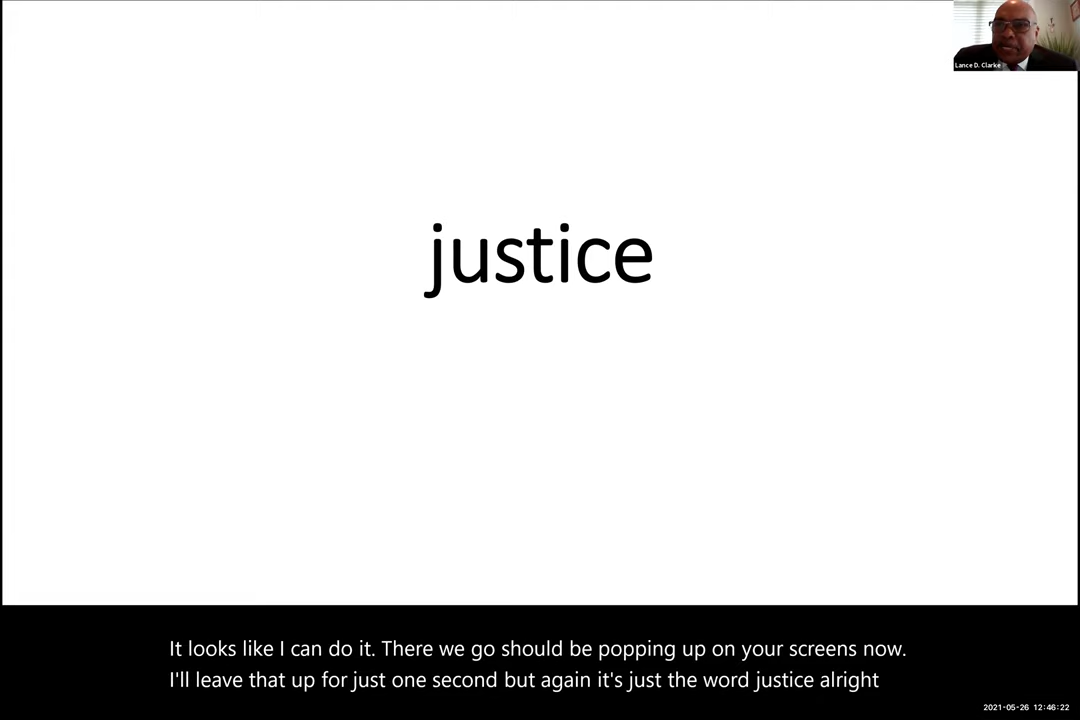 Lance D. Clarke
justice
It looks like I can do it. There we go should be popping up on your screens now.
I'll leave that up for just one second but again it's just the word justice alright
2021-05-26 12:46:22